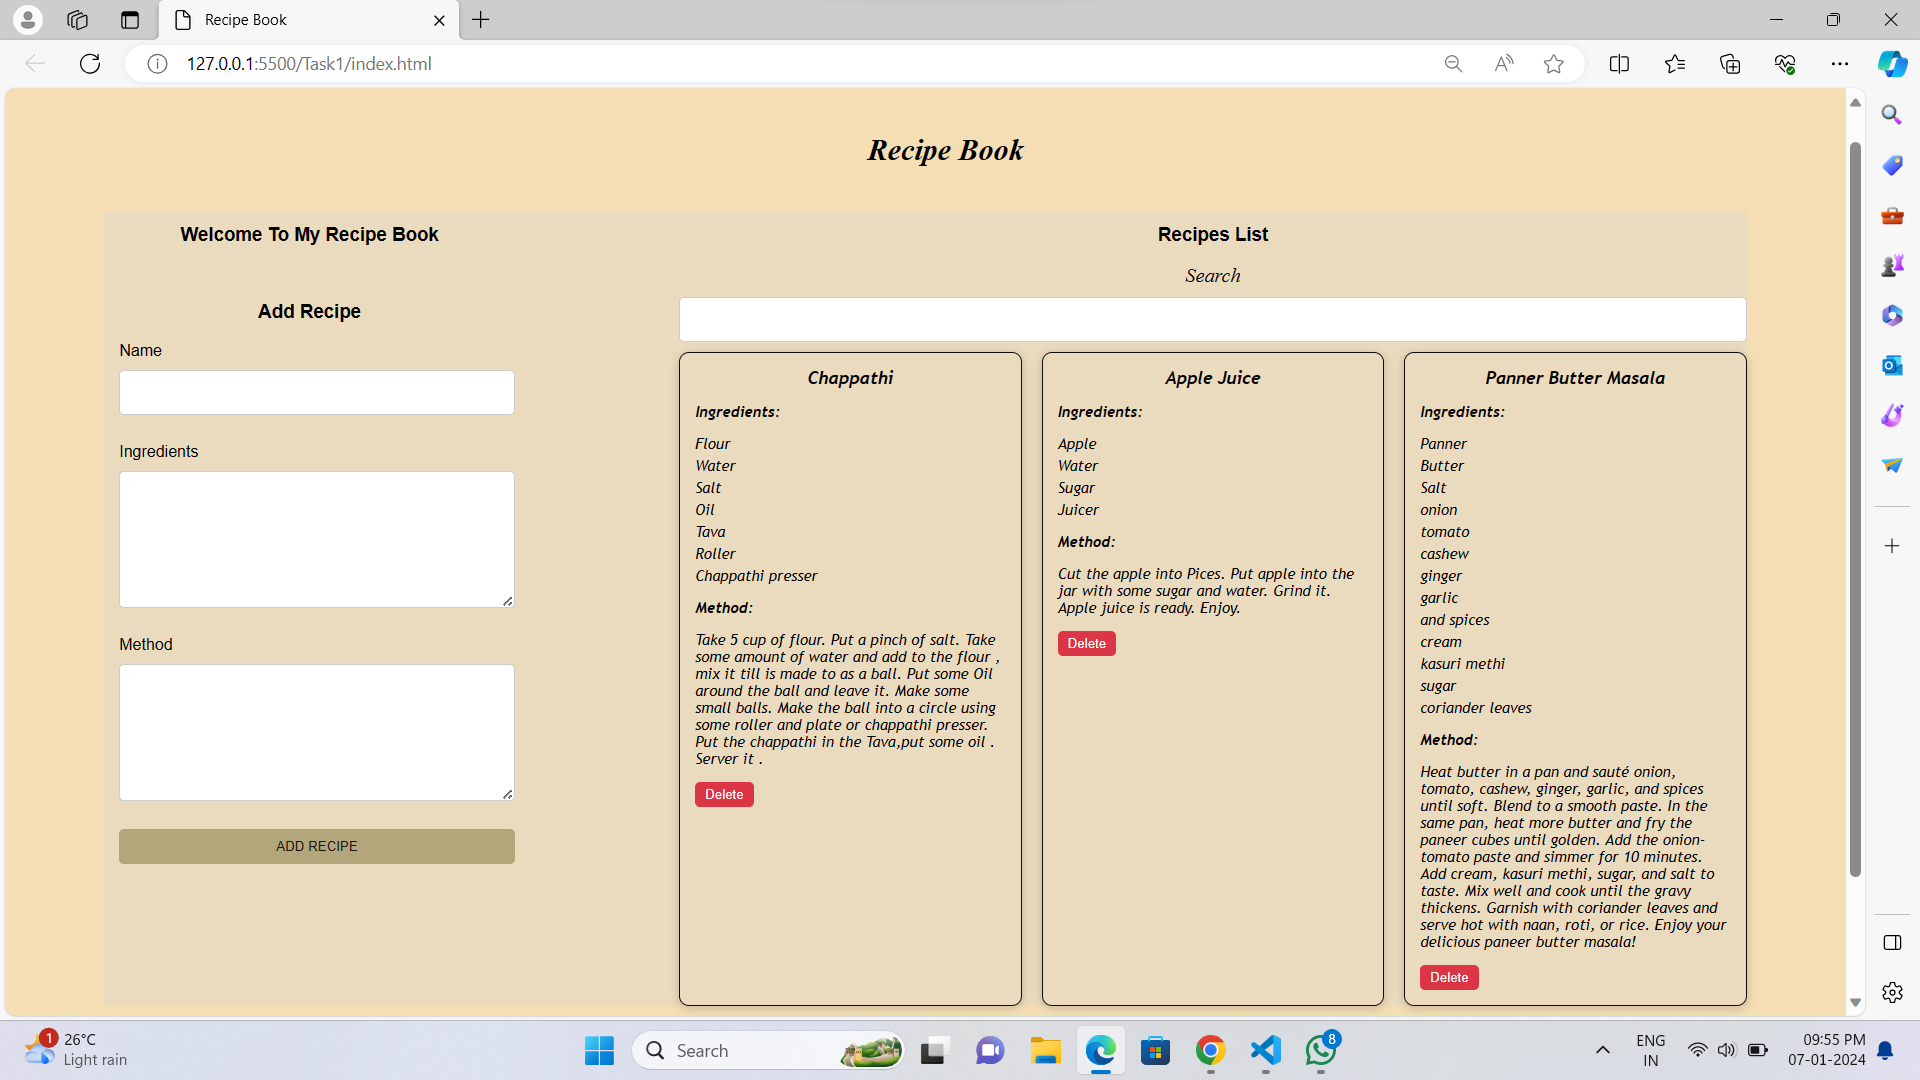 Recipe Book
127.0.0.1:5500/Task1/index.html
Recipe Book
Welcome To My Recipe Book
Add Recipe
Name
Ingredients
Method
ADD RECIPE
Recipes List
Search
Chappathi
Ingredients:
Flour
Water
Salt
Oil
Tava
Roller
Chappathi presser
Method:
Take 5 cup of flour. Put a pinch of salt. Take
some amount of water and add to the flour ,
mix it till is made to as a ball. Put some Oil
around the ball and leave it. Make some
small balls. Make the ball into a circle using
some roller and plate or chappathi presser.
Put the chappathi in the Tava,put some oil .
Server it .
Delete
Apple Juice
Ingredients:
Apple
Water
Sugar
Juicer
Method:
Cut the apple into Pices. Put apple into the
jar with some sugar and water. Grind it.
Apple juice is ready. Enjoy.
Delete
Panner Butter Masala
Ingredients:
Panner
Butter
Salt
onion
tomato
cashew
ginger
garlic
and spices
cream
kasuri methi
sugar
coriander leaves
Method:
Heat butter in a pan and sauté onion,
tomato, cashew, ginger, garlic, and spices
until soft. Blend to a smooth paste. In the
same pan, heat more butter and fry the
paneer cubes until golden. Add the onion-
tomato paste and simmer for 10 minutes.
Add cream, kasuri methi, sugar, and salt to
taste. Mix well and cook until the gravy
thickens. Garnish with coriander leaves and
serve hot with naan, roti, or rice. Enjoy your
delicious paneer butter masala!
Delete
1
26°C
Light rain
Search
8
ENG
IN
09:55 PM
07-01-2024